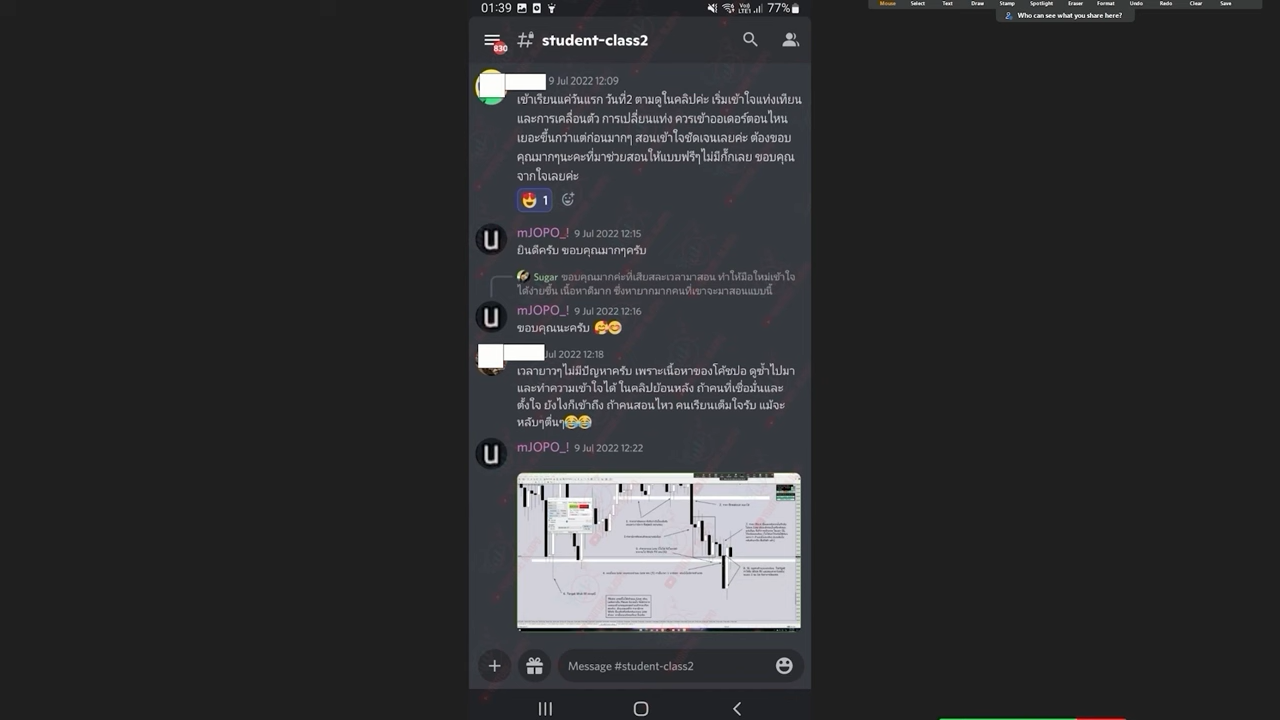 Mouse Select Text Draw Stamp Spotlight Eraser Format Undo Redo Clear Save
Who can see what you share here?
01:39 77%
830 student-class2
9 Jul 2022 12:09
เข้าเรียนแค่วันแรก วันที่2 ตามดูในคลิปค่ะ เริ่มเข้าใจแท่งเทียน
และการเคลื่อนตัว การเปลี่ยนแท่ง ควรเข้าออเดอร์ตอนไหน
เยอะขึ้นกว่าแต่ก่อนมากๆ สอนเข้าใจชัดเจนเลยค่ะ ต้องขอบ
คุณมากๆนะคะที่มาช่วยสอนให้แบบฟรีๆไม่มีกั๊กเลย ขอบคุณ
จากใจเลยค่ะ
1
mJOPO_! 9 Jul 2022 12:15
ยินดีครับ ขอบคุณมากๆครับ
Sugar ขอบคุณมากค่ะที่เสียสละเวลามาสอน ทำให้มือใหม่เข้าใจ
ได้ง่ายขึ้น เนื้อหาดีมาก ซึ่งหายากมากคนที่เขาจะมาสอนแบบนี้
mJOPO_! 9 Jul 2022 12:16
ขอบคุณนะครับ
Jul 2022 12:18
เวลายาวๆไม่มีปัญหาครับ เพราะเนื้อหาของโค้ชปอ ดูซ้ำไปมา
และทำความเข้าใจได้ ในคลิปย้อนหลัง ถ้าคนที่เชื่อมั่นและ
ตั้งใจ ยังไงก็เข้าถึง ถ้าคนสอนไหว คนเรียนเต็มใจรับ แม้จะ
หลับๆตื่นๆ
mJOPO_! 9 Jul 2022 12:22
Message #student-class2